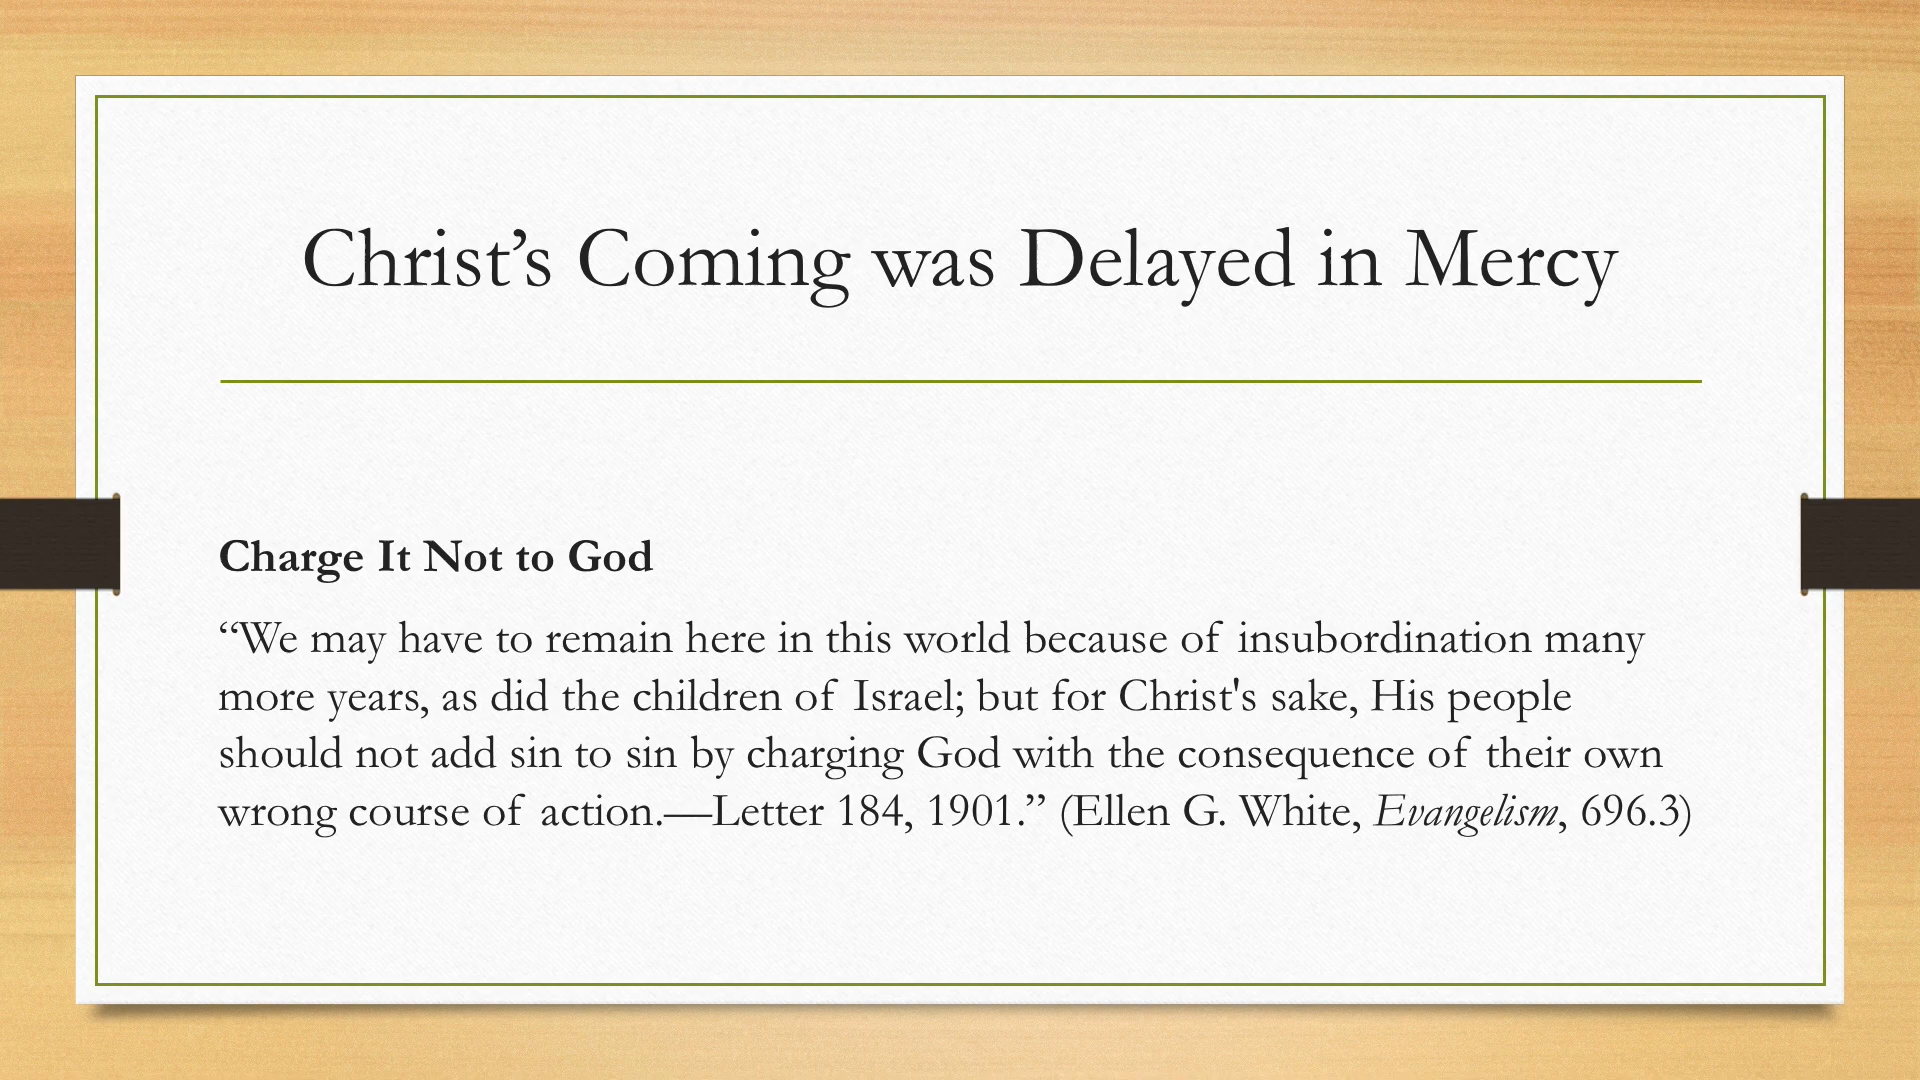 Christ’s Coming was Delayed in Mercy
Charge It Not to God
“We may have to remain here in this world because of insubordination many
more years, as did the children of Israel; but for Christ's sake, His people
should not add sin to sin by charging God with the consequence of their own
wrong course of action.—Letter 184, 1901.” (Ellen G. White, Evangelism, 696.3)